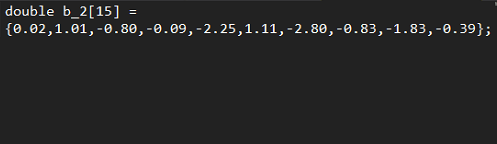 double b_2[15] =
{0.02,1.01,-0.80,-0.09,-2.25,1.11,-2.80,-0.83,-1.83,-0.39};